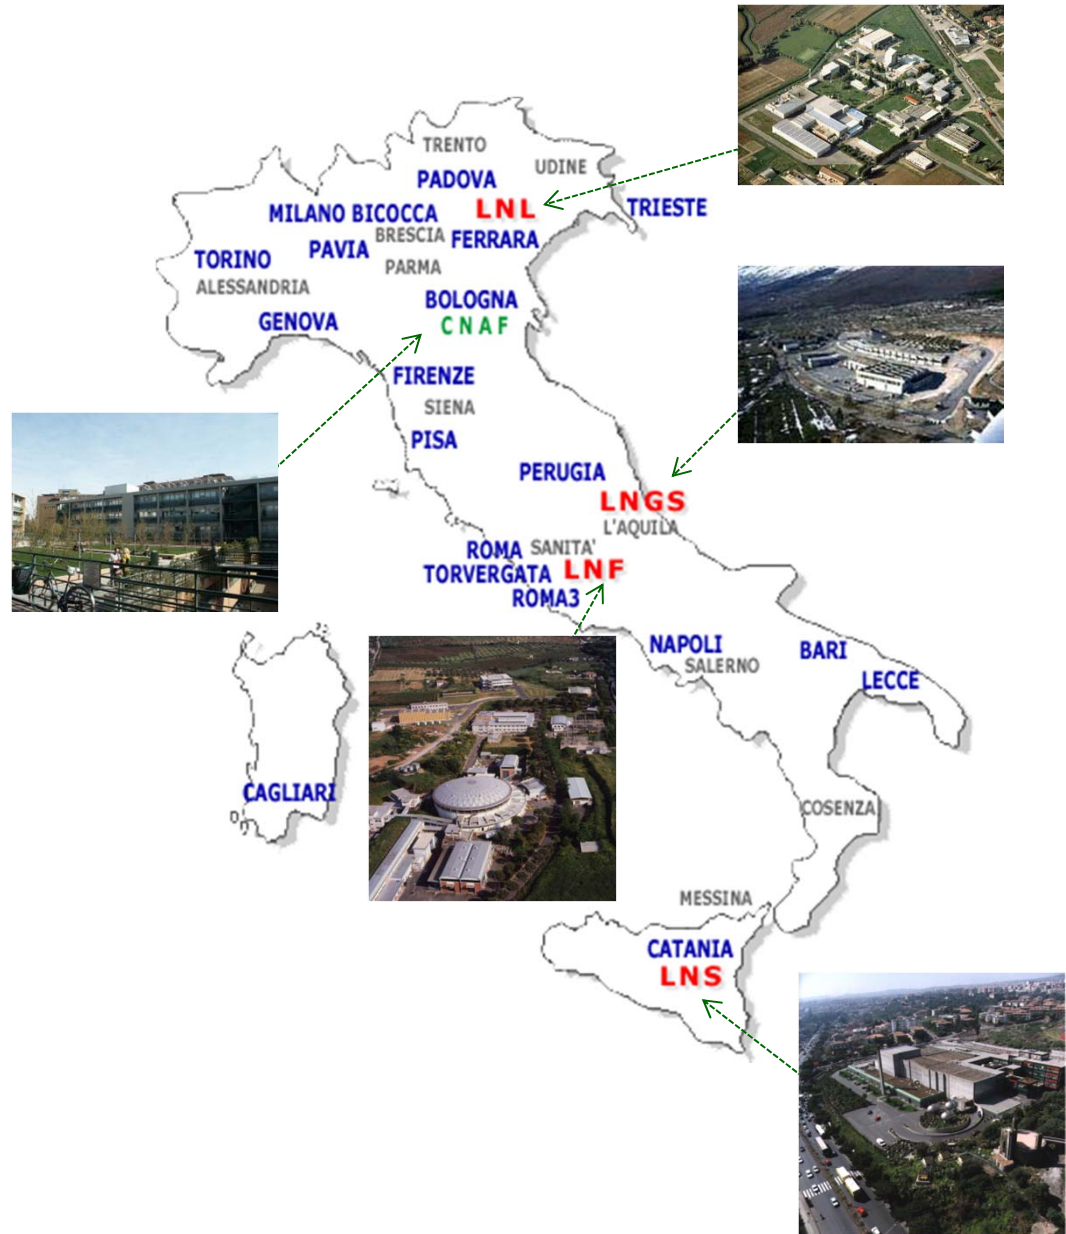 TRENTO
UDINE
PADOVA
LNL
TRIESTE
MILANO BICOCCA
BRESCIA
FERRARA
PAVIA
TORINO
PARMA
ALESSANDRIA
BOLOGNA
GENOVA
CNAF
FIRENZE
SIENA
PISA
PERUGIA
LNGS
L'AQUILA
ROMA
SANITA'
TORVERGATA
LNF
ROMA3
NAPOLI
SALERNO
BARI
LECCE
CAGLIARI
COSENZA
MESSINA
CATANIA
LNS